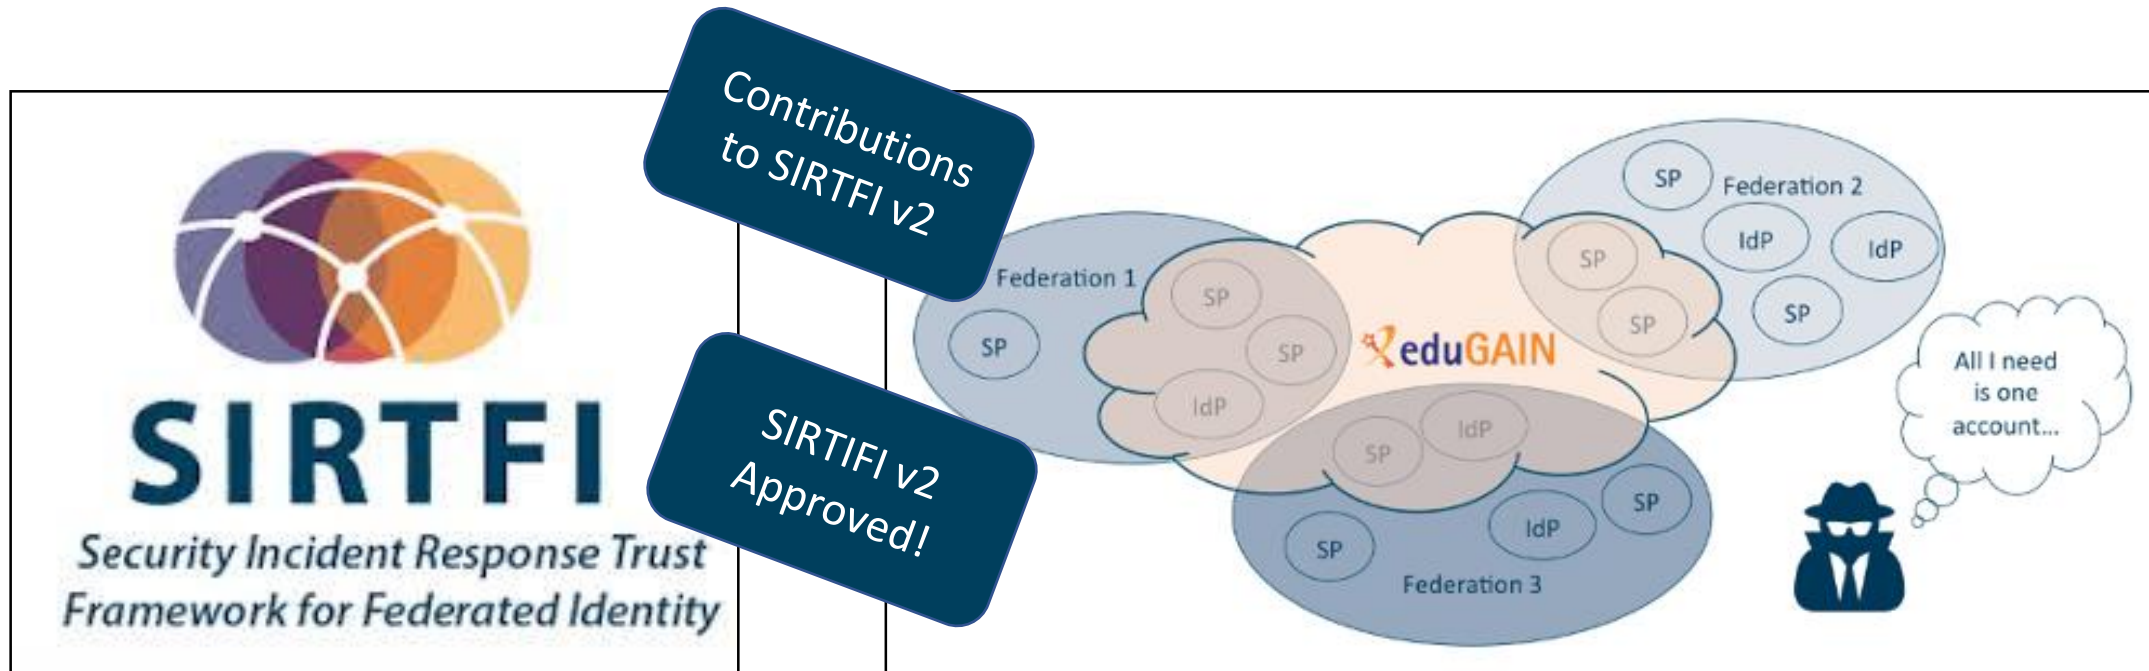 Contributions
to SIRTFI v2
SIRTFI
Security Incident Response Trust
Framework for Federated Identity
SIRTIFI v2
Approved!
Federation 1
SP
SP
SP
IdP
eduGAIN
Federation 2
SP
IdP
IdP
SP
SP
SP
SP
IdP
SP
IdP
SP
Federation 3
All I need
is one
account...